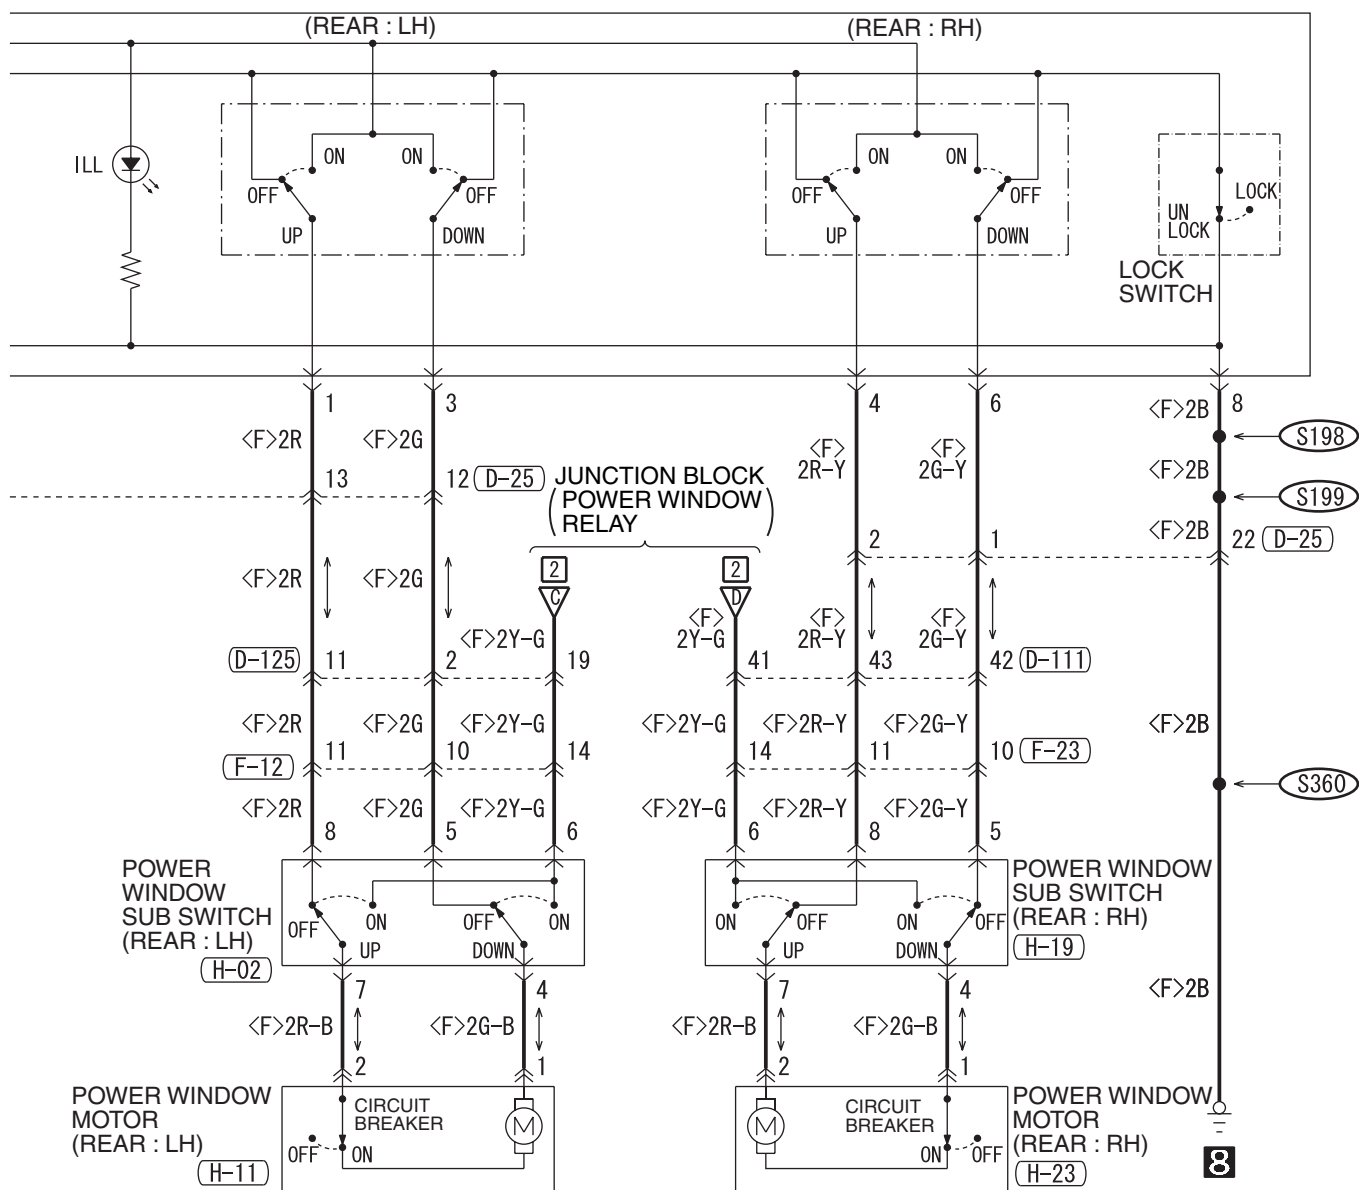 (REAR : LH)
(REAR : RH)
ILL
ON
ON
OFF
OFF
UP
DOWN
ON
ON
OFF
OFF
UP
DOWN
LOCK
UN
LOCK
LOCK
SWITCH
1
3
4
6
8
<F>2R
<F>2G
<F>
2R-Y
<F>
2G-Y
<F>2B
S198
<F>2B
13
12
D-25
JUNCTION BLOCK
(POWER WINDOW
RELAY)
S199
<F>2B
2
1
22
D-25
2
C
2
D
<F>2R
<F>2G
<F>2Y-G
<F>
2Y-G
<F>
2R-Y
<F>
2G-Y
D-125
11
2
19
41
43
42
D-111
<F>2R
<F>2G
<F>2Y-G
<F>2Y-G
<F>2R-Y
<F>2G-Y
<F>2B
F-12
11
10
14
14
11
10
F-23
S360
<F>2R
<F>2G
<F>2Y-G
<F>2Y-G
<F>2R-Y
<F>2G-Y
8
5
6
6
8
5
POWER
WINDOW
SUB SWITCH
(REAR : LH)
H-02
OFF
ON
UP
OFF
ON
DOWN
ON
OFF
UP
ON
OFF
DOWN
POWER WINDOW
SUB SWITCH
(REAR : RH)
H-19
7
4
7
4
<F>2B
<F>2R-B
<F>2G-B
<F>2R-B
<F>2G-B
2
1
2
1
POWER WINDOW
MOTOR
(REAR : LH)
H-11
OFF
ON
CIRCUIT
BREAKER
M
M
CIRCUIT
BREAKER
ON
OFF
POWER WINDOW
MOTOR
(REAR : RH)
H-23
8